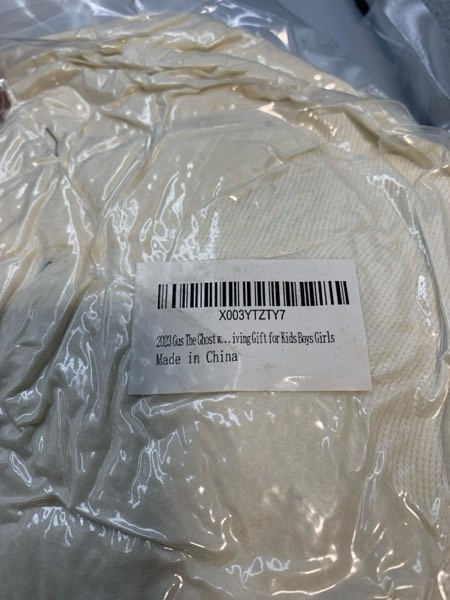 X003YTZTY7
2023 Gus The Ghost w... iving Gift for Kids Boys Girls
Made in China